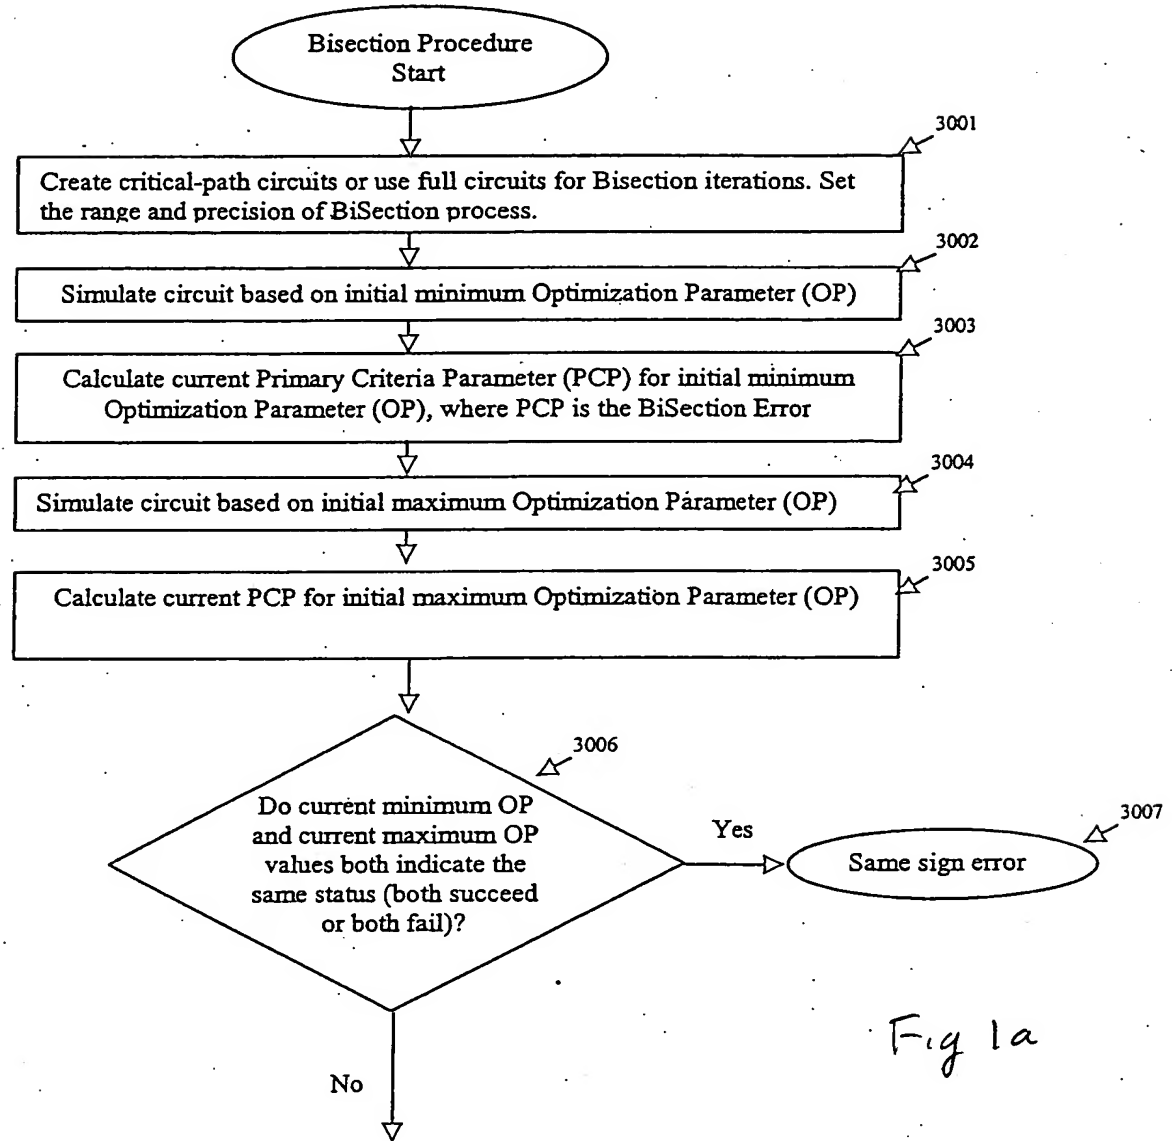 Bisection Procedure
Start
3001
Create critical-path circuits or use full circuits for Bisection iterations. Set
the range and precision of BiSection process.
3002
Simulate circuit based on initial minimum Optimization Parameter (OP)
3003
Calculate current Primary Criteria Parameter (PCP) for initial minimum
Optimization Parameter (OP), where PCP is the BiSection Error
3004
Simulate circuit based on initial maximum Optimization Parameter (OP)
3005
Calculate current PCP for initial maximum Optimization Parameter (OP)
3006
Do current minimum OP
and current maximum OP
values both indicate the
same status (both succeed
or both fail)?
Yes
3007
Same sign error
No
Fig 1a